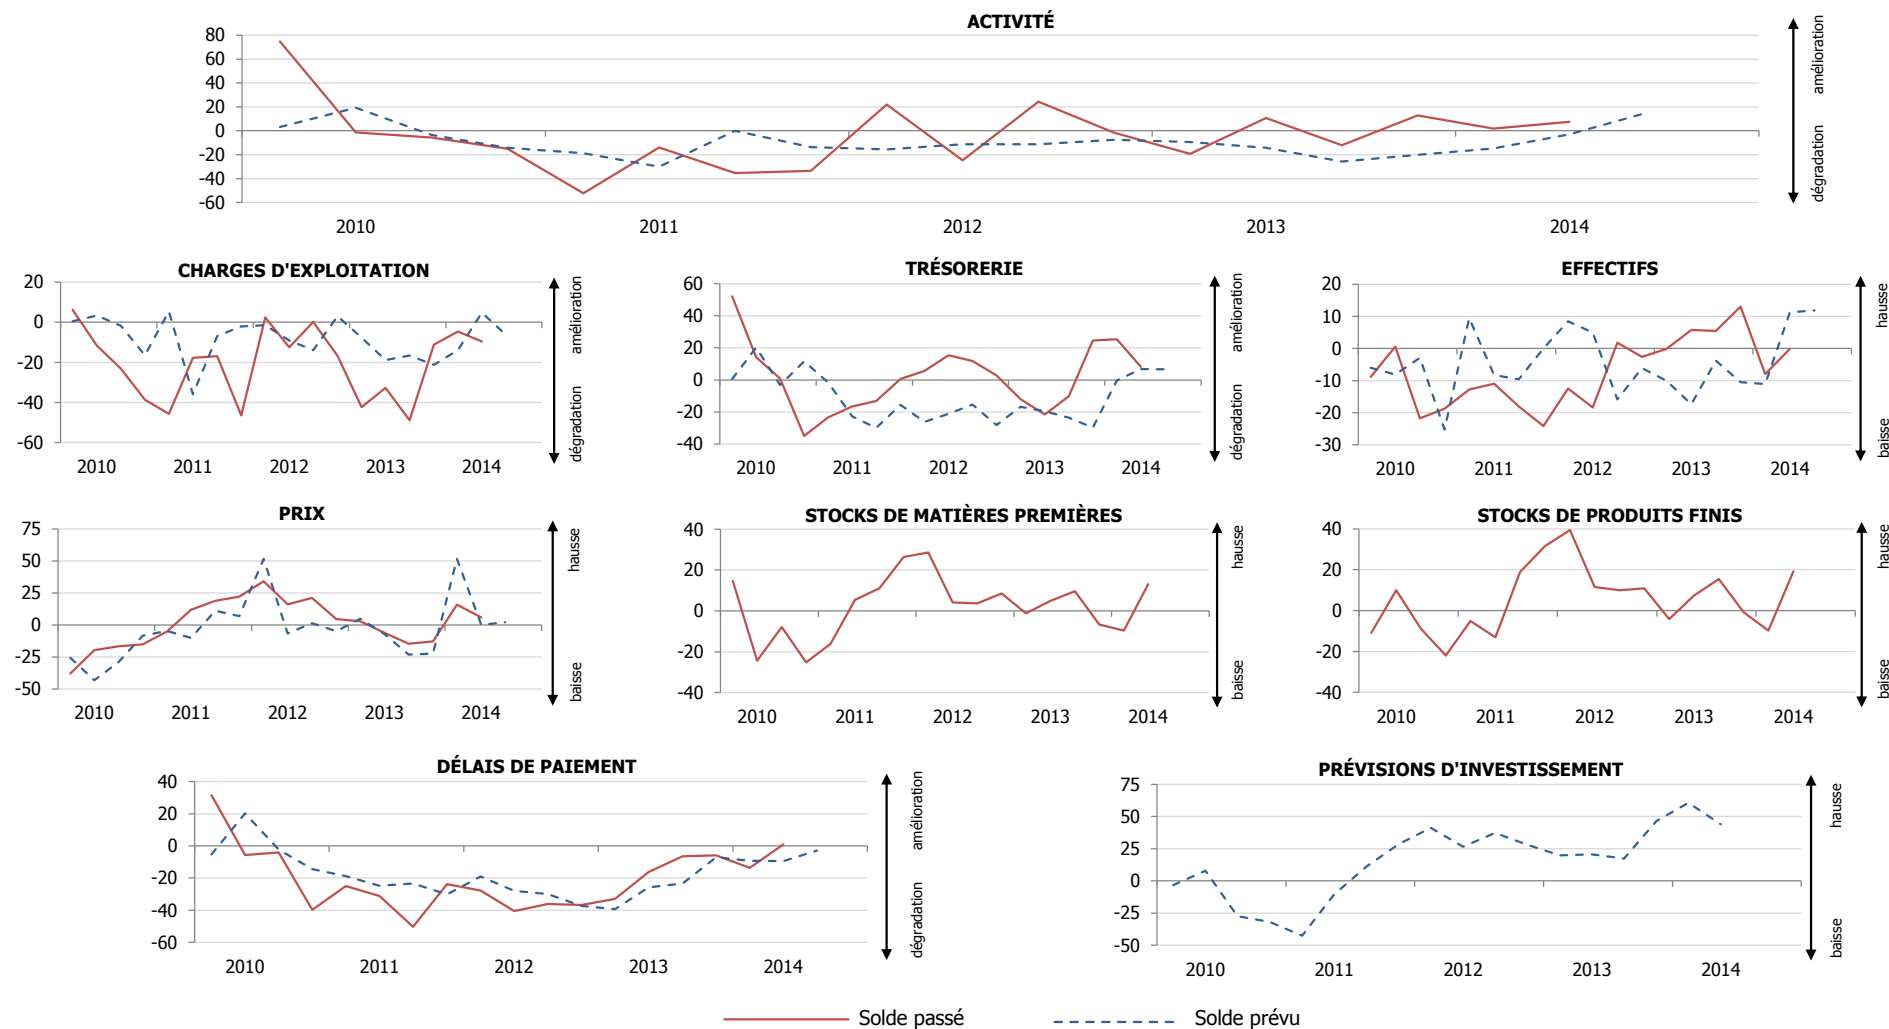 ACTIVITÉ
80
60
40
20
0
-20
-40
-60
2010 2011 2012 2013 2014
amélioration
dégradation
CHARGES D'EXPLOITATION
20
0
-20
-40
-60
2010 2011 2012 2013 2014
amélioration
dégradation
TRÉSORERIE
60
40
20
0
-20
-40
2010 2011 2012 2013 2014
amélioration
dégradation
EFFECTIFS
20
10
0
-10
-20
-30
2010 2011 2012 2013 2014
hausse
baisse
PRIX
75
50
25
0
-25
-50
2010 2011 2012 2013 2014
hausse
baisse
STOCKS DE MATIÈRES PREMIÈRES
40
20
0
-20
-40
2010 2011 2012 2013 2014
hausse
baisse
STOCKS DE PRODUITS FINIS
40
20
0
-20
-40
2010 2011 2012 2013 2014
hausse
baisse
DÉLAIS DE PAIEMENT
40
20
0
-20
-40
-60
2010 2011 2012 2013 2014
amélioration
dégradation
PRÉVISIONS D'INVESTISSEMENT
75
50
25
0
-25
-50
2010 2011 2012 2013 2014
hausse
baisse
Solde passé Solde prévu